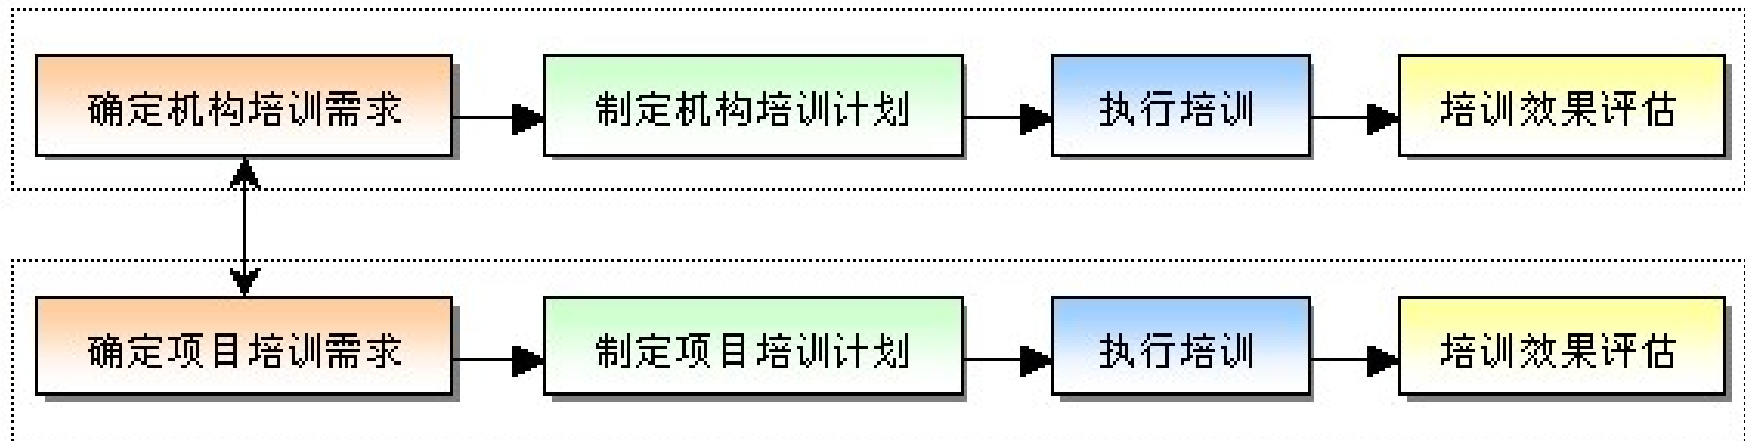 确定机构培训需求
制定机构培训计划
执行培训
培训效果评估
确定项目培训需求
制定项目培训计划
执行培训
培训效果评估